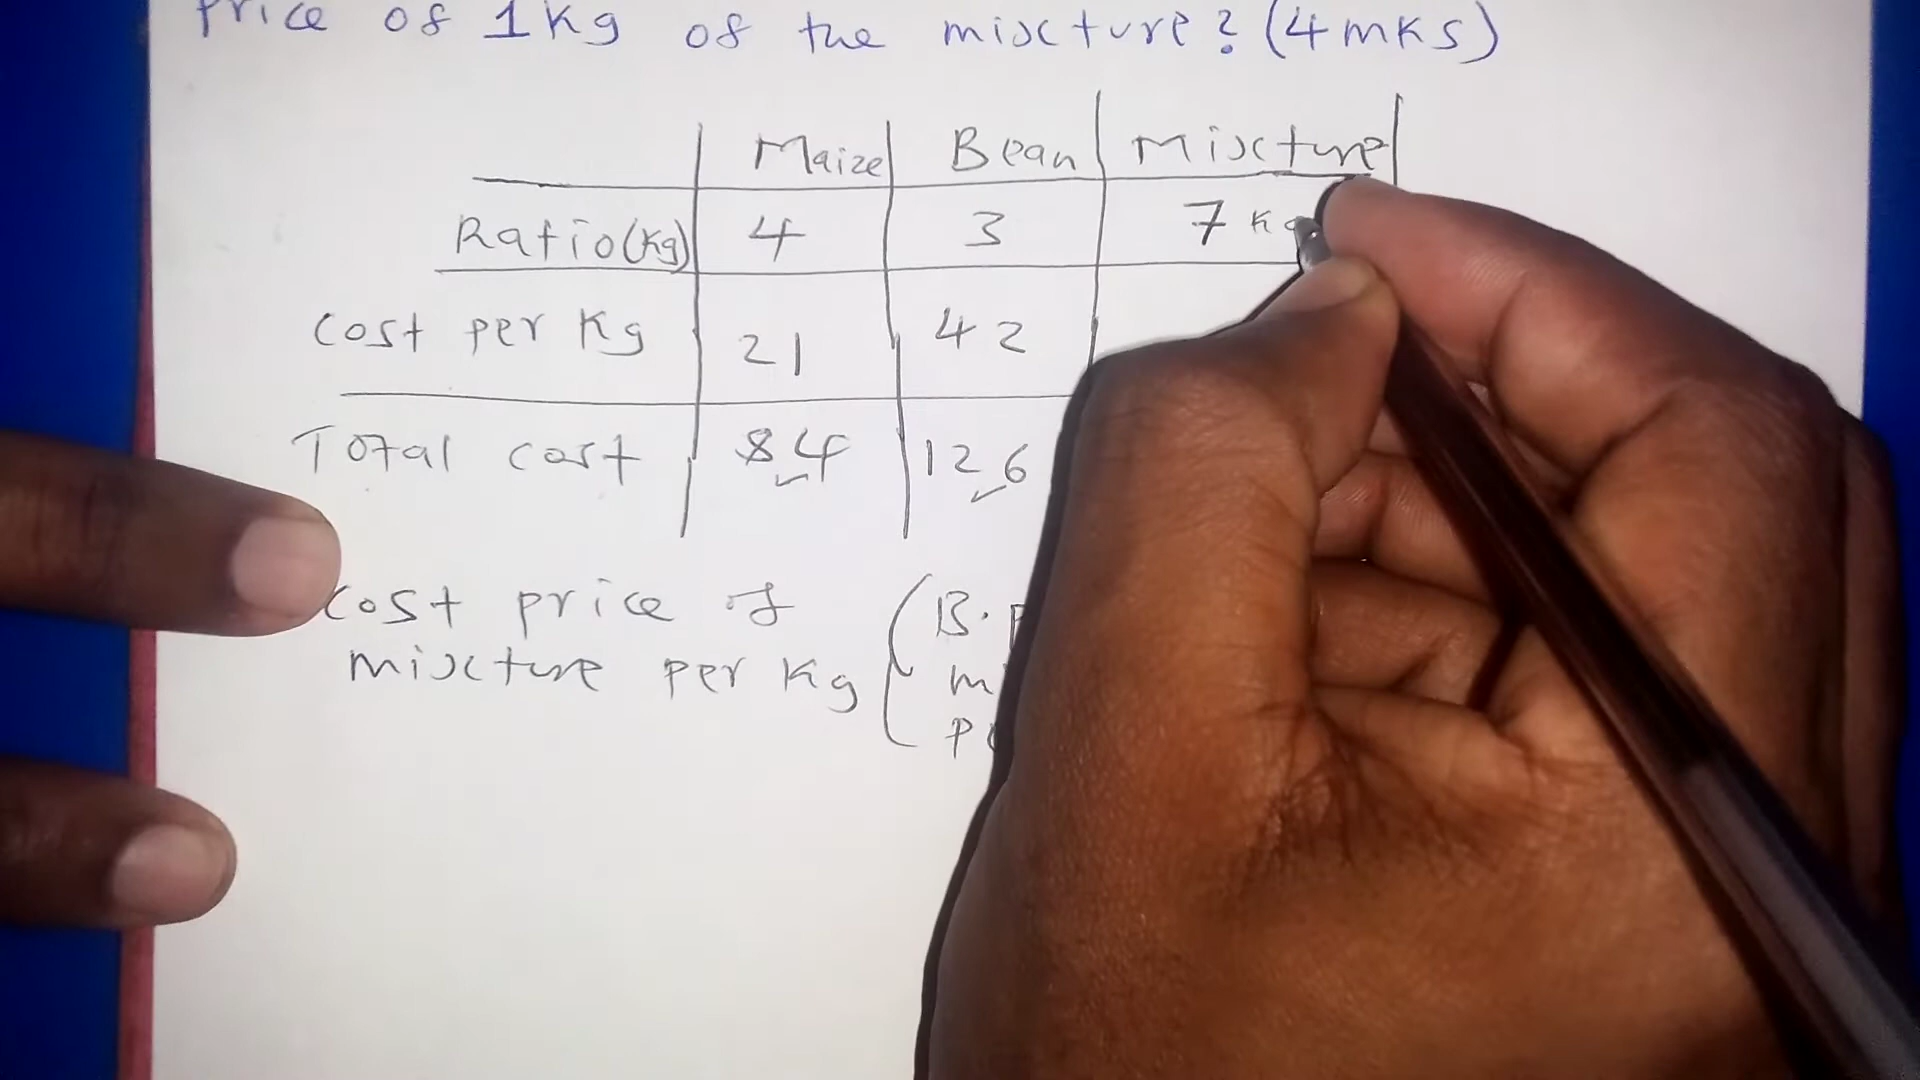 Price of 1Kg of the mixture? (4mks)
Maize Bean Mixture
Ratio(Kg) 4 3 7 Kg
Cost per Kg 21 42
Total cost 84 126
Cost price of (B.P
mixture per Kg